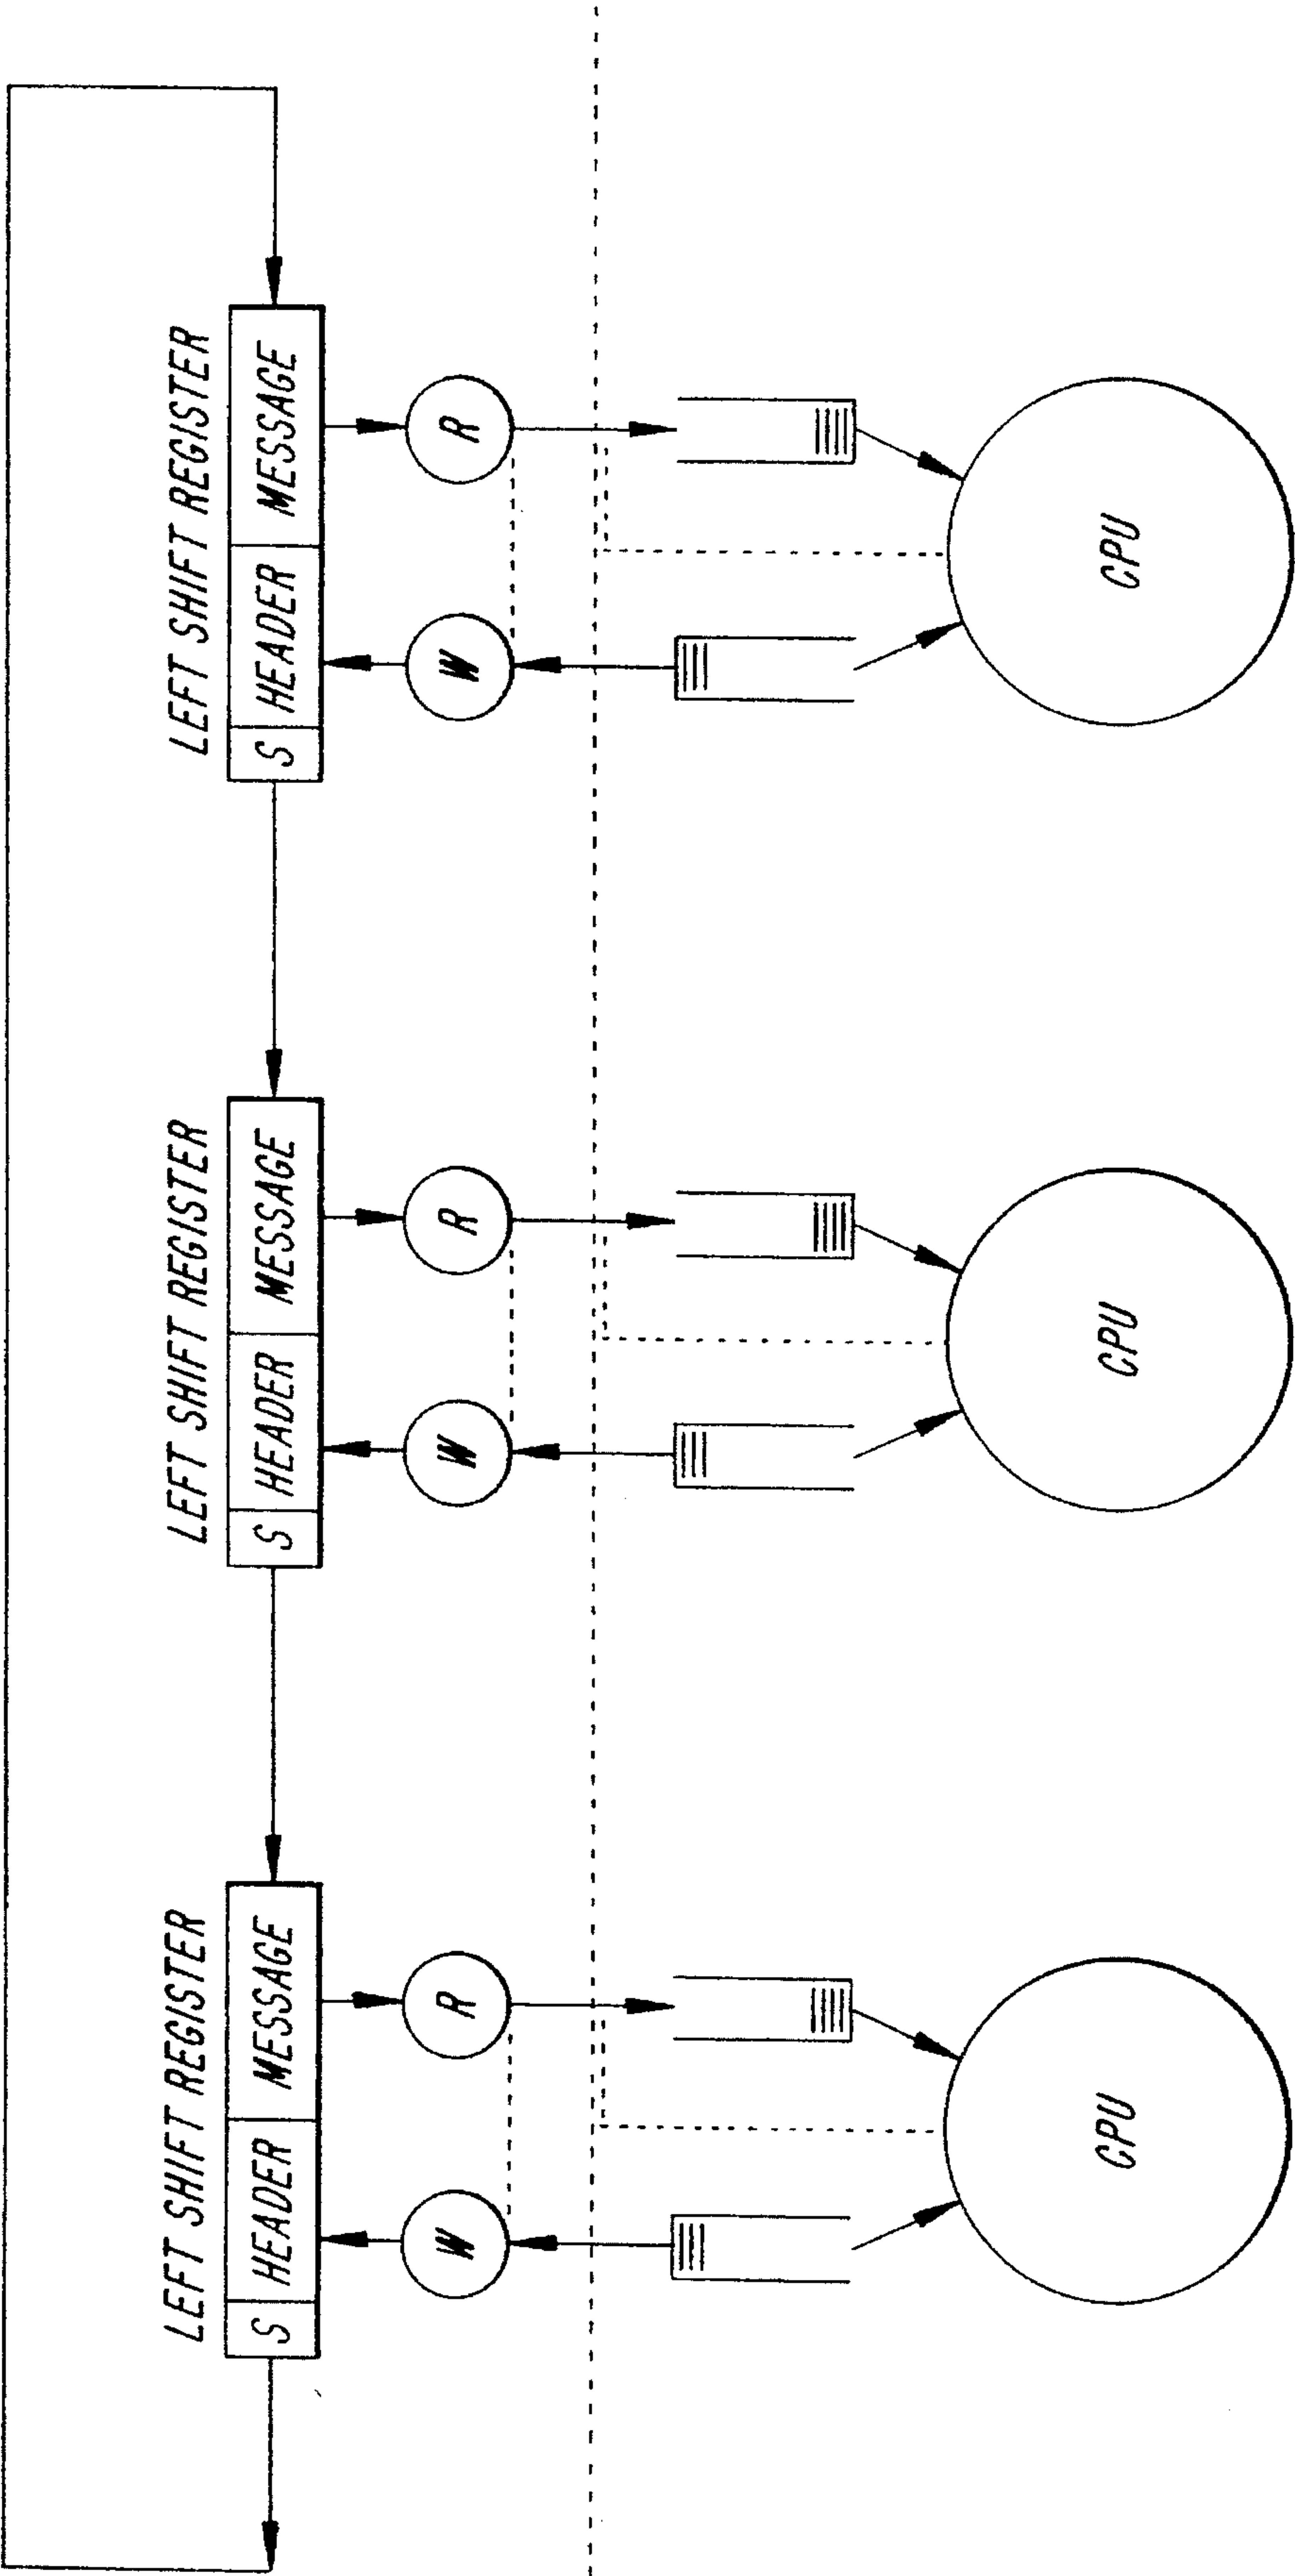 LEFT SHIFT REGISTER
LEFT SHIFT REGISTER
LEFT SHIFT REGISTER
S HEADER MESSAGE
S HEADER MESSAGE
S HEADER MESSAGE
W R
W R
W R
CPU
CPU
CPU